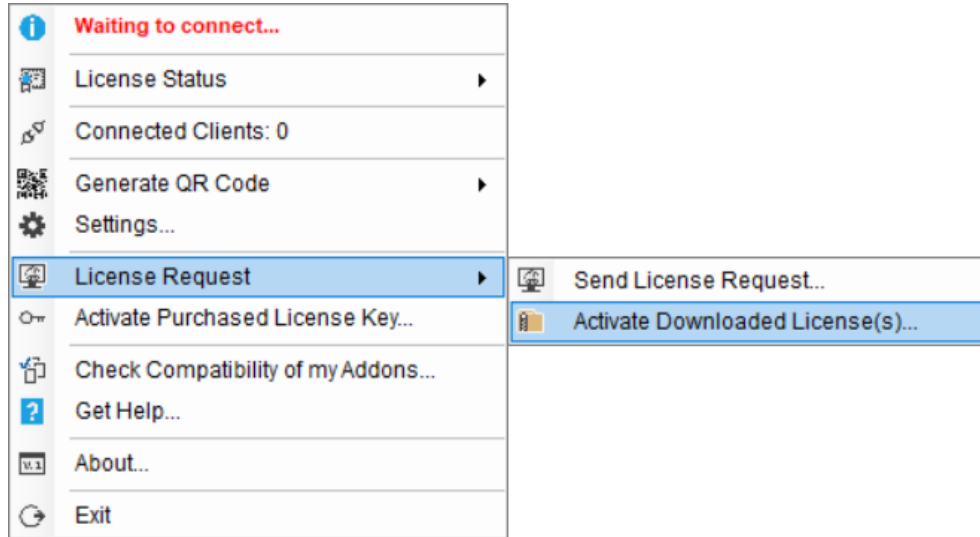 Waiting to connect...
License Status
Connected Clients: 0
Generate QR Code
Settings...
License Request
Send License Request...
Activate Purchased License Key...
Activate Downloaded License(s)...
Check Compatibility of my Addons...
Get Help...
About...
Exit